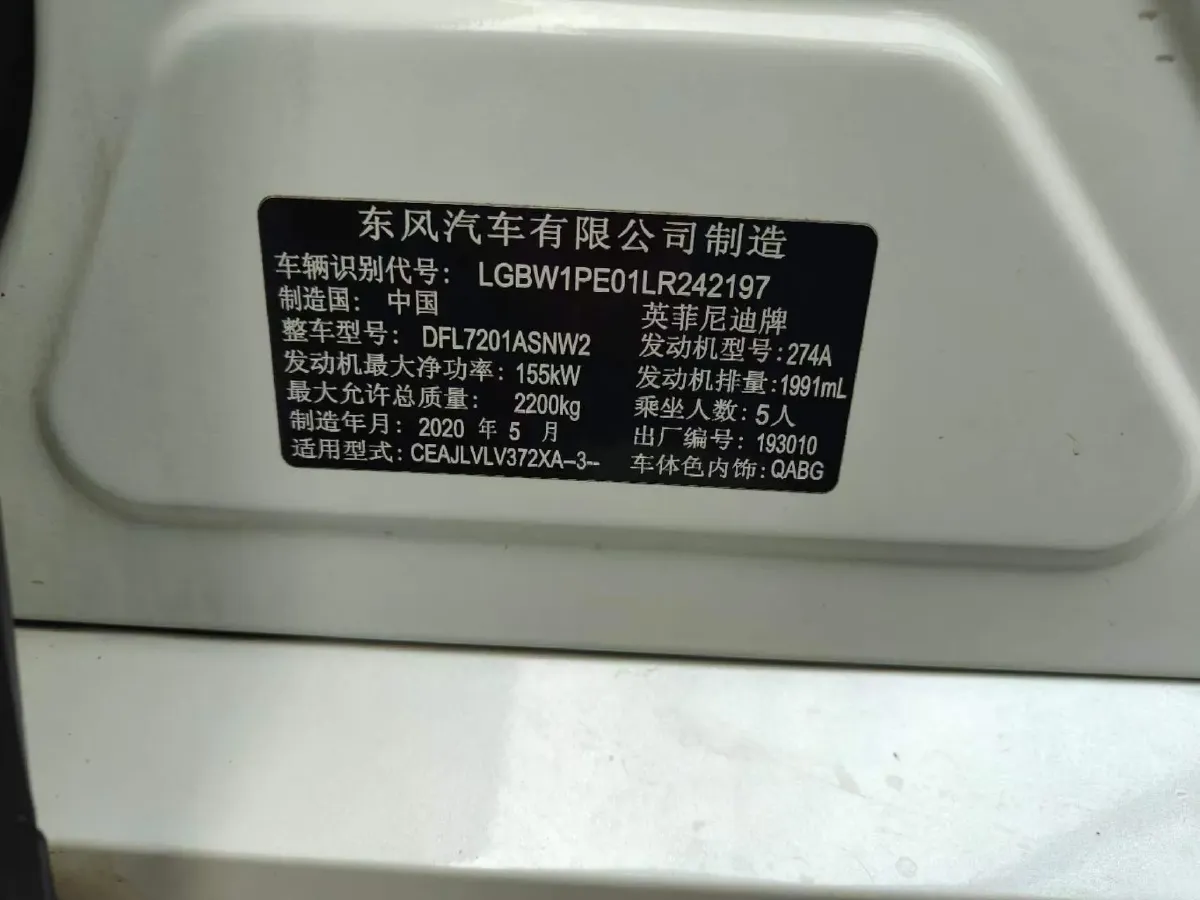 东风汽车有限公司制造
车辆识别代号: LGBW1PE01LR242197
制造国: 中国 英菲尼迪牌
整车型号: DFL7201ASNW2 发动机型号:274A
发动机最大净功率: 155kW 发动机排量:1991mL
最大允许总质量: 2200kg 乘坐人数: 5人
制造年月: 2020 年 5 月 出厂编号: 193010
适用型式: CEAJLVLV372XA-3-- 车体色内饰:QABG